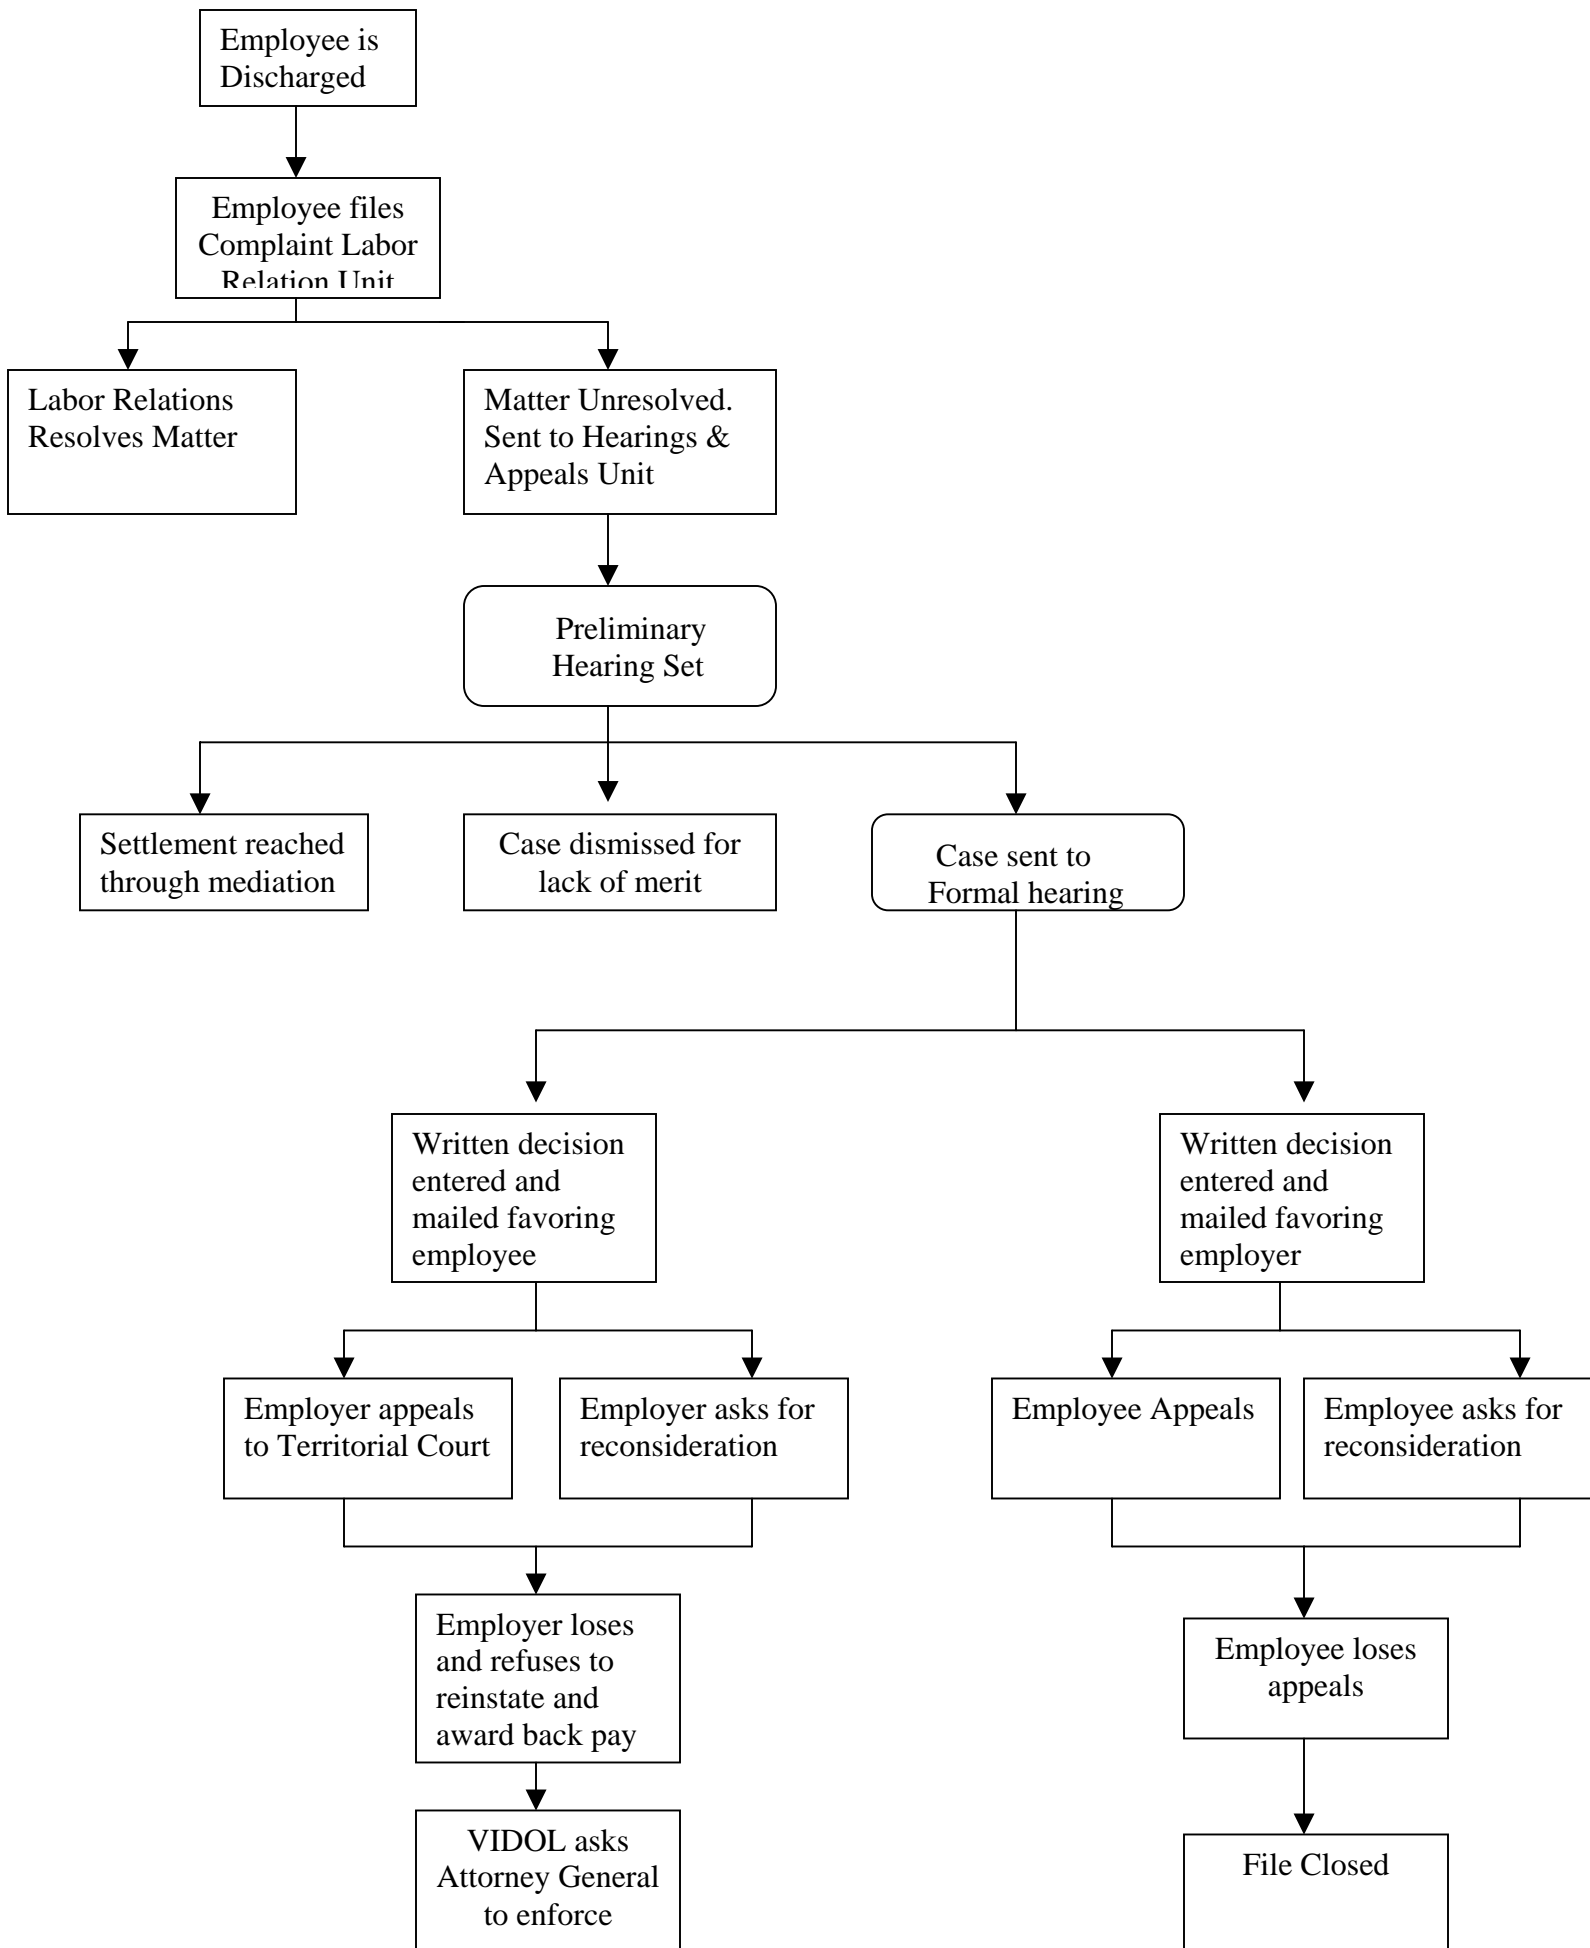 Employee is
Discharged
Employee files
Complaint Labor
Relation Unit
Labor Relations
Resolves Matter
Matter Unresolved.
Sent to Hearings &
Appeals Unit
Preliminary
Hearing Set
Settlement reached
through mediation
Case dismissed for
lack of merit
Case sent to
Formal hearing
Written decision
entered and
mailed favoring
employee
Written decision
entered and
mailed favoring
employer
Employer appeals
to Territorial Court
Employer asks for
reconsideration
Employee Appeals
Employee asks for
reconsideration
Employer loses
and refuses to
reinstate and
award back pay
Employee loses
appeals
VIDOL asks
Attorney General
to enforce
File Closed